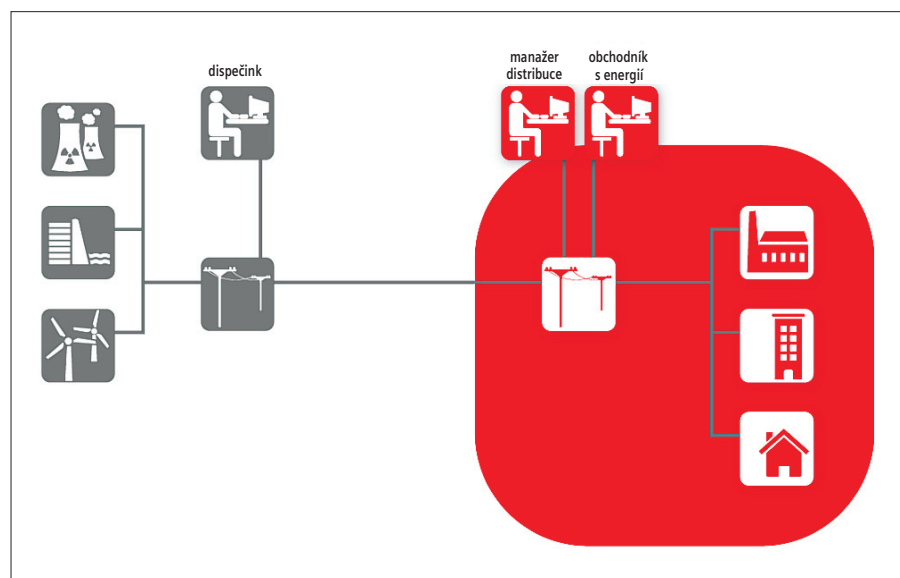 dispečink
manažer
distribuce
obchodník
s energií